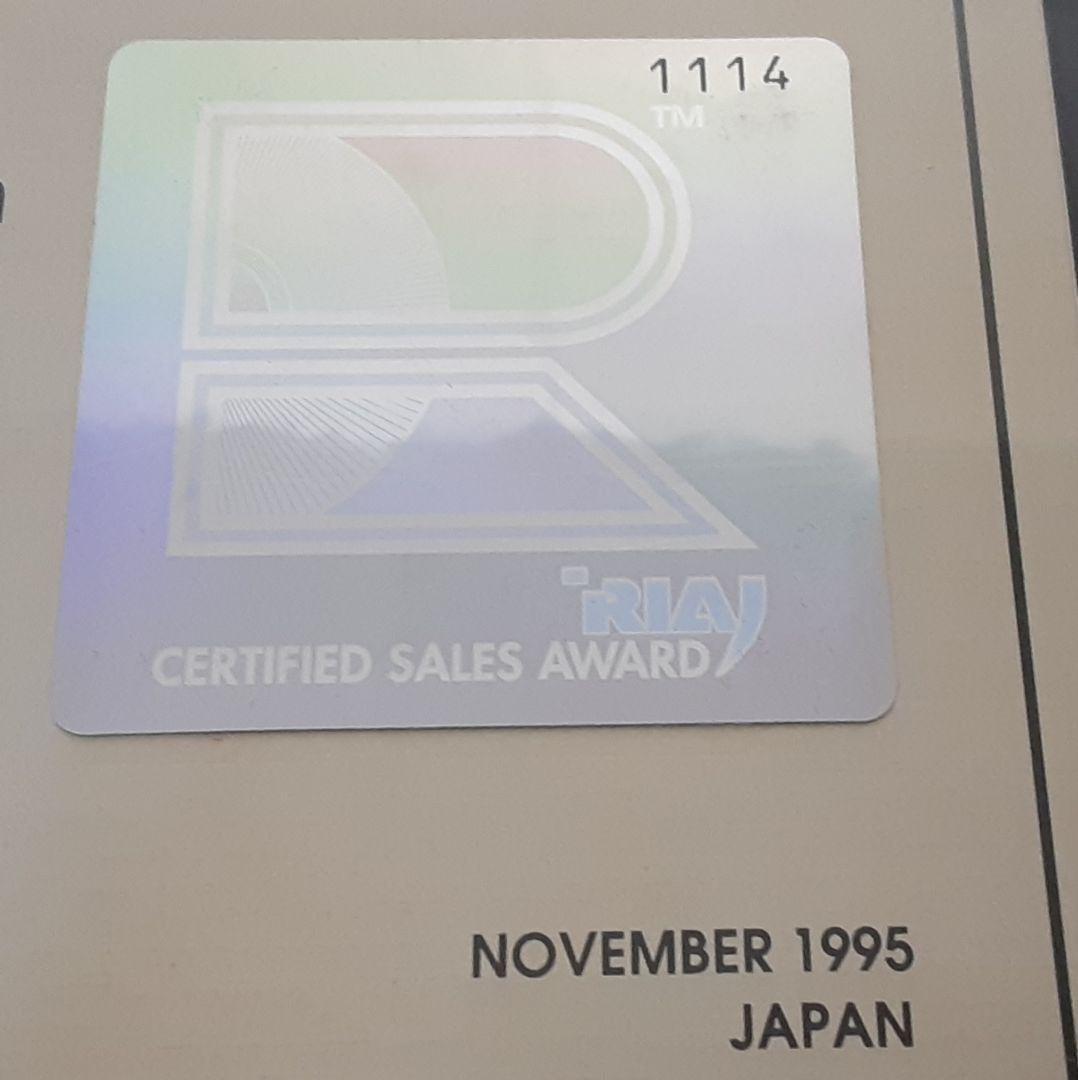 1114
TM
RIAJ
CERTIFIED SALES AWARD
NOVEMBER 1995
JAPAN